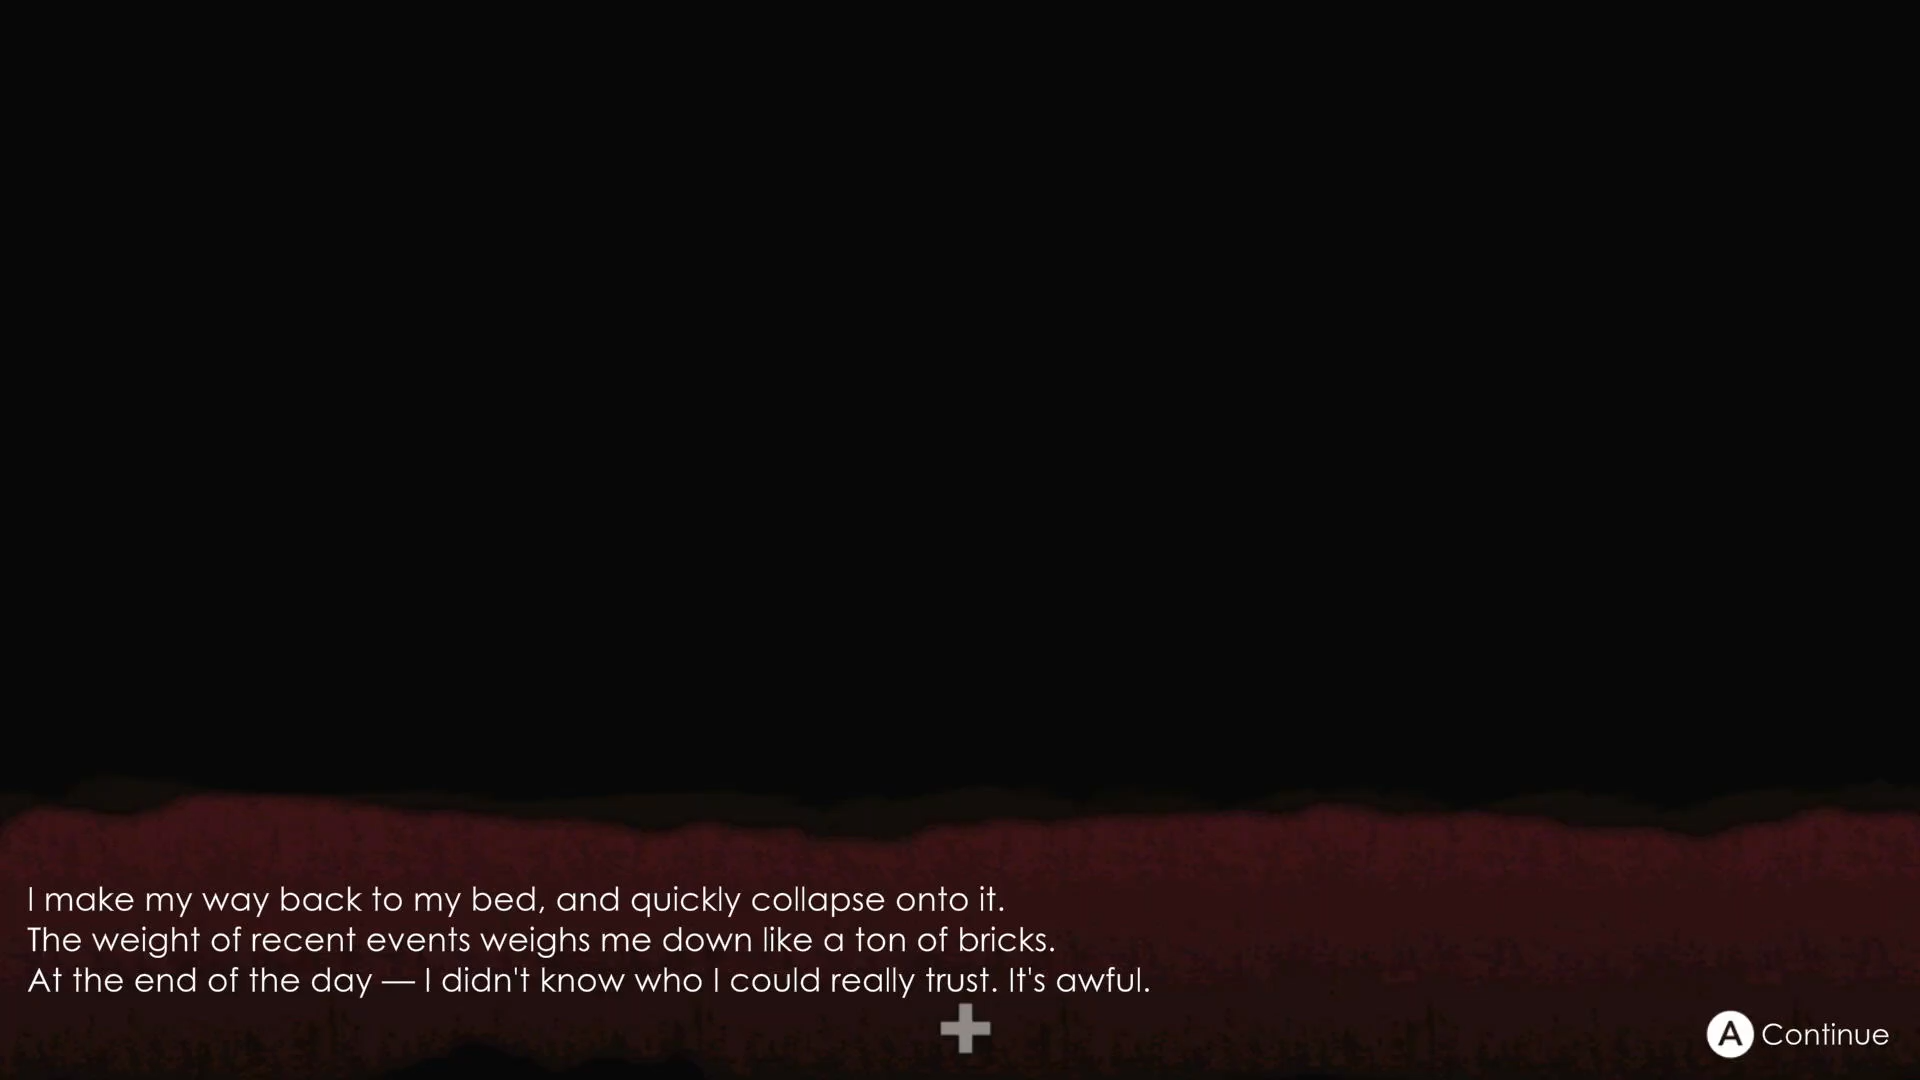 I make my way back to my bed, and quickly collapse onto it.
The weight of recent events weighs me down like a ton of bricks.
At the end of the day — I didn't know who I could really trust. It's awful.
A Continue